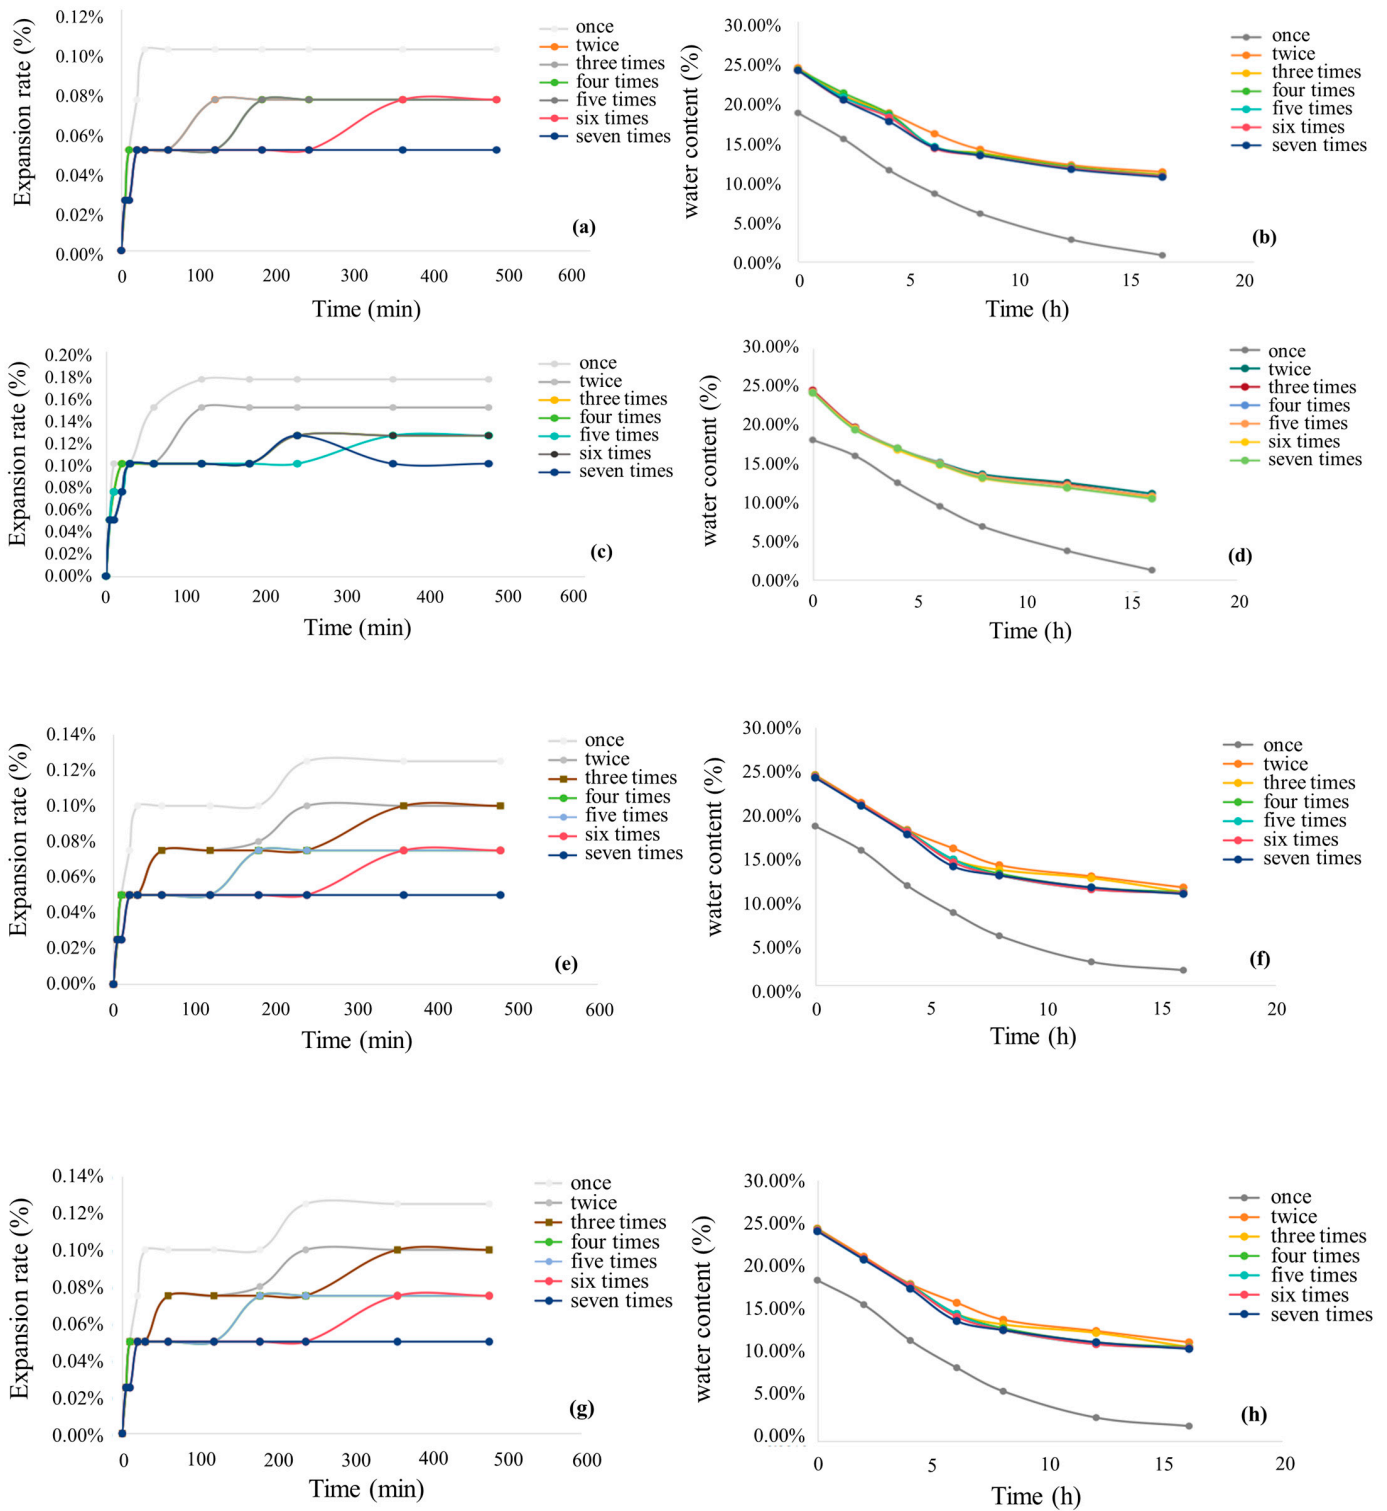 Expansion rate (%)
0.12%
0.10%
0.08%
0.06%
0.04%
0.02%
0.00%
0 100 200 300 400 500 600
Time (min)
once
twice
three times
four times
five times
six times
seven times
(a)
water content (%)
30.00%
25.00%
20.00%
15.00%
10.00%
5.00%
0.00%
0 5 10 15 20
Time (h)
once
twice
three times
four times
five times
six times
seven times
(b)
Expansion rate (%)
0.20%
0.18%
0.16%
0.14%
0.12%
0.10%
0.08%
0.06%
0.04%
0.02%
0.00%
0 100 200 300 400 500 600
Time (min)
once
twice
three times
four times
five times
six times
seven times
(c)
water content (%)
30.00%
25.00%
20.00%
15.00%
10.00%
5.00%
0.00%
0 5 10 15 20
Time (h)
once
twice
three times
four times
five times
six times
seven times
(d)
Expansion rate (%)
0.14%
0.12%
0.10%
0.08%
0.06%
0.04%
0.02%
0.00%
0 100 200 300 400 500 600
Time (min)
once
twice
three times
four times
five times
six times
seven times
(e)
water content (%)
30.00%
25.00%
20.00%
15.00%
10.00%
5.00%
0.00%
0 5 10 15 20
Time (h)
once
twice
three times
four times
five times
six times
seven times
(f)
Expansion rate (%)
0.14%
0.12%
0.10%
0.08%
0.06%
0.04%
0.02%
0.00%
0 100 200 300 400 500 600
Time (min)
once
twice
three times
four times
five times
six times
seven times
(g)
water content (%)
30.00%
25.00%
20.00%
15.00%
10.00%
5.00%
0.00%
0 5 10 15 20
Time (h)
once
twice
three times
four times
five times
six times
seven times
(h)